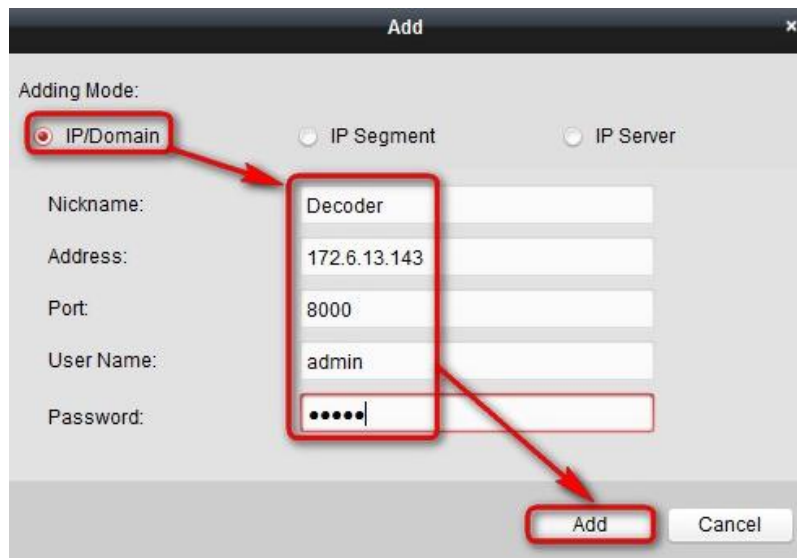 Add
Adding Mode:
IP/Domain IP Segment IP Server
Nickname: Decoder
Address: 172.6.13.143
Port: 8000
User Name: admin
Password: •••••
Add Cancel